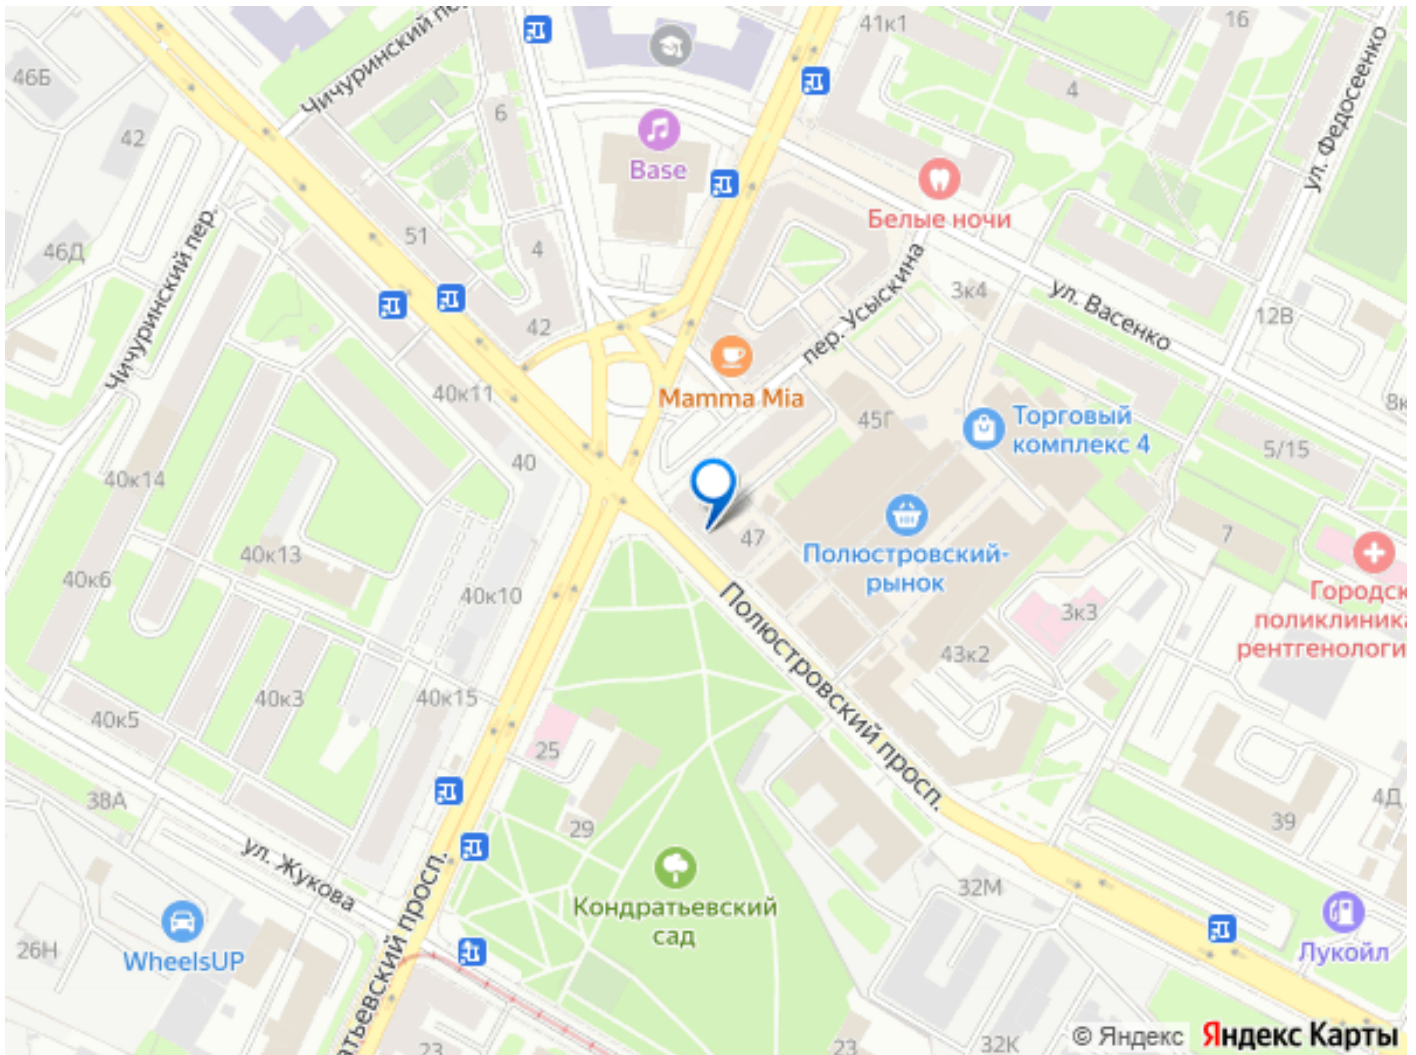 41к1
16
Чичуринский пер.
ул. Федосеенко
46Б
42
6
4
Base
Белые ночи
Чичуринский пер.
51
46Д
4
пер. Усыскина
3к4
ул. Васенко
12В
42
Mamma Mia
40к11
45Г
Торговый
комплекс 4
8к
5/15
40
40к14
47
7
40к13
Полюстровский
рынок
40к6
40к10
3к3
Городск
поликлиника
рентгенологи
43к2
Полюстровский просп.
40к3
40к15
40к5
25
38А
4Д
39
29
ул. Жукова
32М
Кондратьевский
сад
26Н
WheelsUP
атьевский просп.
Лукойл
23
23
32К
© Яндекс
Яндекс Карты